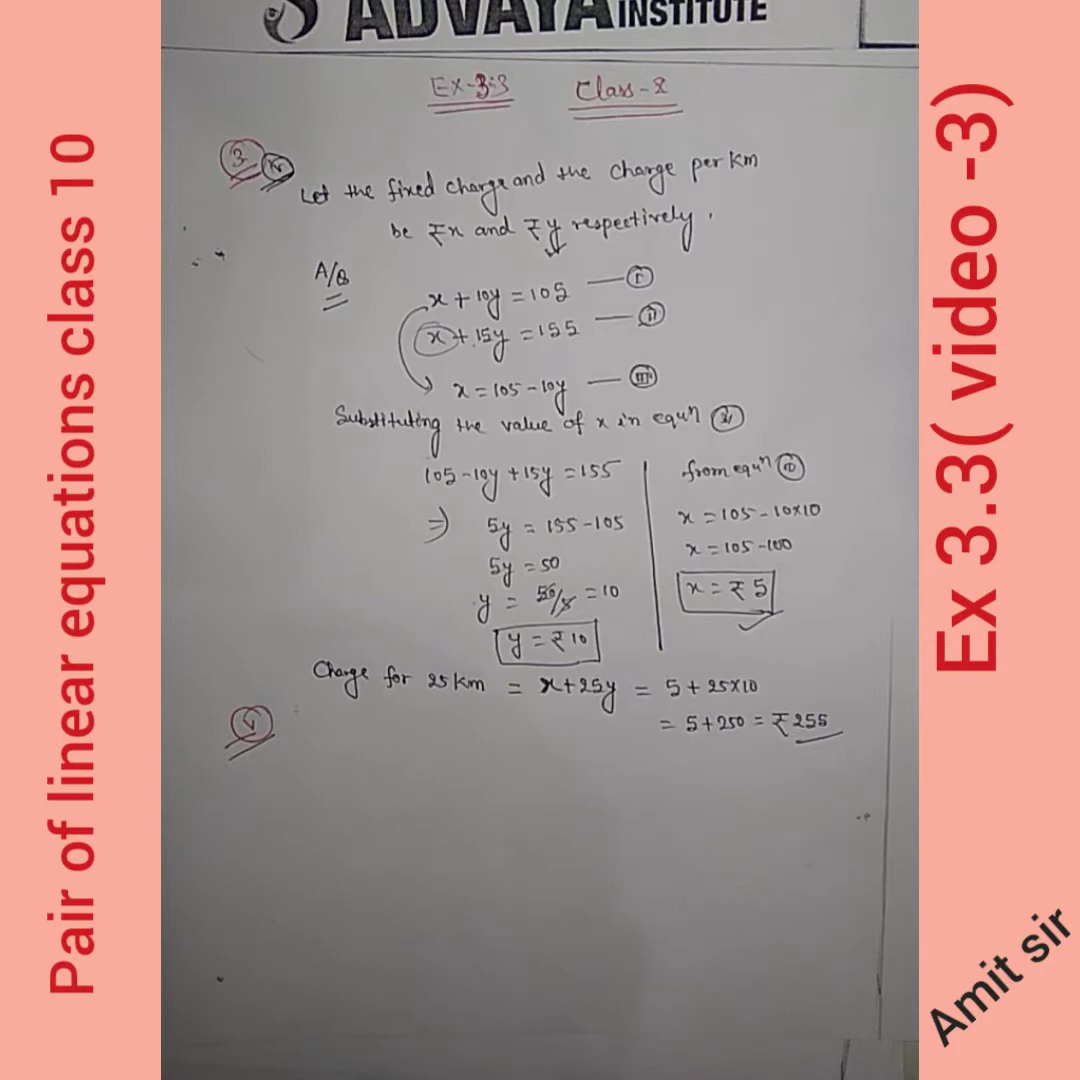 ADVAYA INSTITUTE
Pair of linear equations class 10
Ex 3.3( video -3)
Amit sir
Ex-3.3 Class-X
3 iv
Let the fixed charge and the charge per km
be ₹x and ₹y respectively.
A/Q
x + 10y = 105 — I
x + 15y = 155 — II
x = 105 - 10y — III
Substituting the value of x in equⁿ II
105 - 10y + 15y = 155
⇒ 5y = 155 - 105
5y = 50
y = 50/5 = 10
y = ₹10
from equⁿ III
x = 105 - 10×10
x = 105 - 100
x = ₹5
Charge for 25 km = x + 25y = 5 + 25×10
= 5 + 250 = ₹255